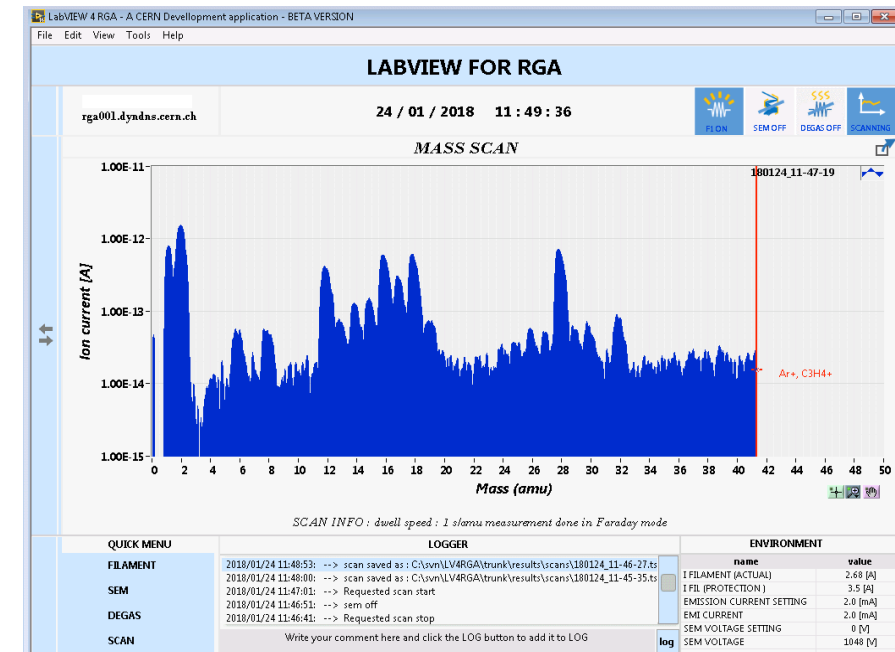 LabVIEW 4 RGA - A CERN Devellopment application - BETA VERSION
File Edit View Tools Help
LABVIEW FOR RGA
rga001.dyndns.cern.ch
24 / 01 / 2018 11 : 49 : 36
F1 ON SEM OFF DEGAS OFF SCANNING
MASS SCAN
180124_11-47-19
1.00E-11
1.00E-12
1.00E-13
1.00E-14
1.00E-15
Ion current [A]
Ar+, C3H4+
0 2 4 6 8 10 12 14 16 18 20 22 24 26 28 30 32 34 36 38 40 42 44 46 48 50
Mass (amu)
SCAN INFO : dwell speed : 1 s/amu measurement done in Faraday mode
QUICK MENU
FILAMENT
SEM
DEGAS
SCAN
LOGGER
2018/01/24 11:48:53: --> scan saved as : C:\svn\LV4RGA\trunk\results\scans\180124_11-46-27.ts
2018/01/24 11:48:00: --> scan saved as : C:\svn\LV4RGA\trunk\results\scans\180124_11-45-35.ts
2018/01/24 11:47:01: --> Requested scan start
2018/01/24 11:46:51: --> sem off
2018/01/24 11:46:41: --> Requested scan stop
Write your comment here and click the LOG button to add it to LOG
log
ENVIRONMENT
name value
I FILAMENT (ACTUAL) 2.68 [A]
I FIL (PROTECTION ) 3.5 [A]
EMISSION CURRENT SETTING 2.0 [mA]
EMI CURRENT 2.0 [mA]
SEM VOLTAGE SETTING 0 [V]
SEM VOLTAGE 1048 [V]